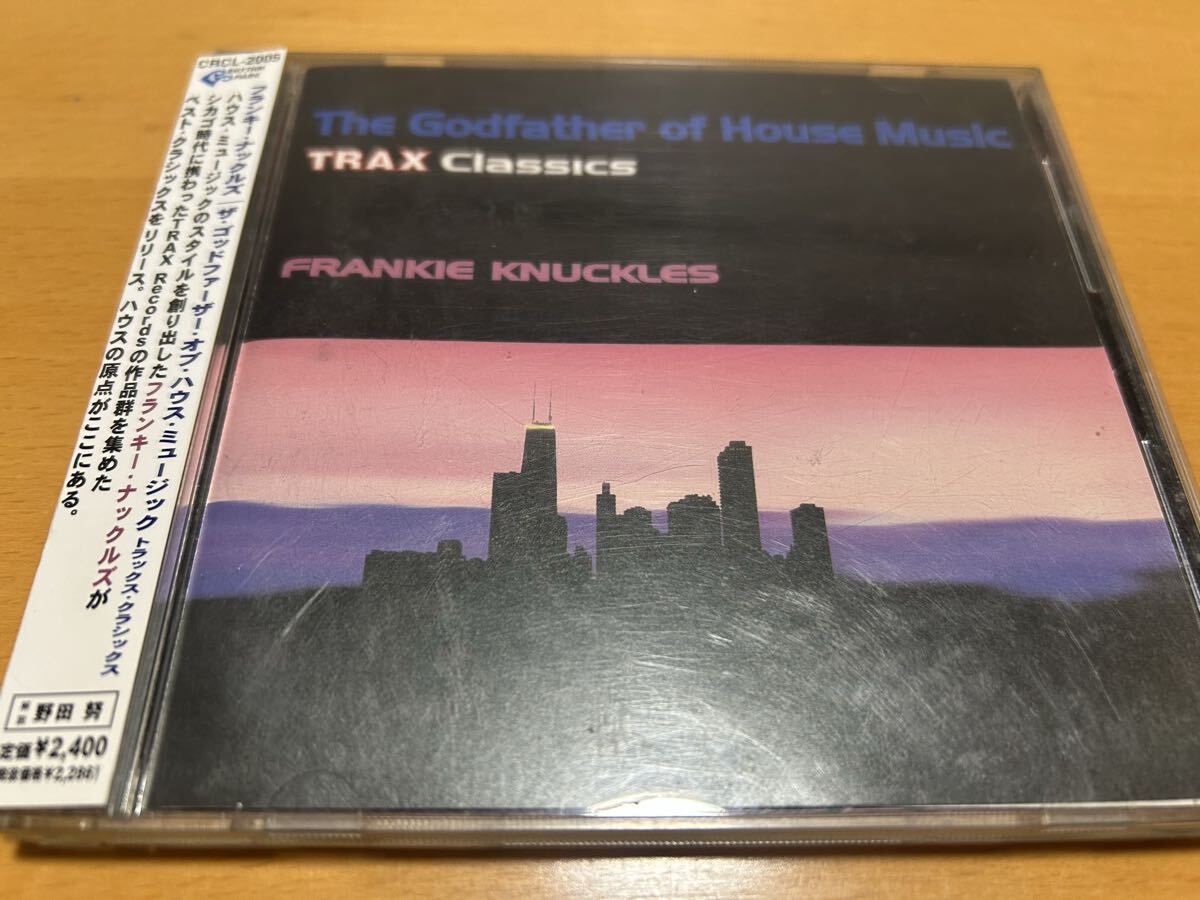 CRCL-2005
フランキー・ナックルズ/ザ・ゴッドファーザー・オブ・ハウス・ミュージック トラックス・クラシックス
ハウス・ミュージックのスタイルを創り出したフランキー・ナックルズが
シカゴ時代に携わったTRAX Recordsの作品群を集めた
ベスト・クラシックスをリリース。ハウスの原点がここにある。
野田 努
定価¥2,400
¥2,286)
The Godfather of House Music
TRAX Classics
FRANKIE KNUCKLES